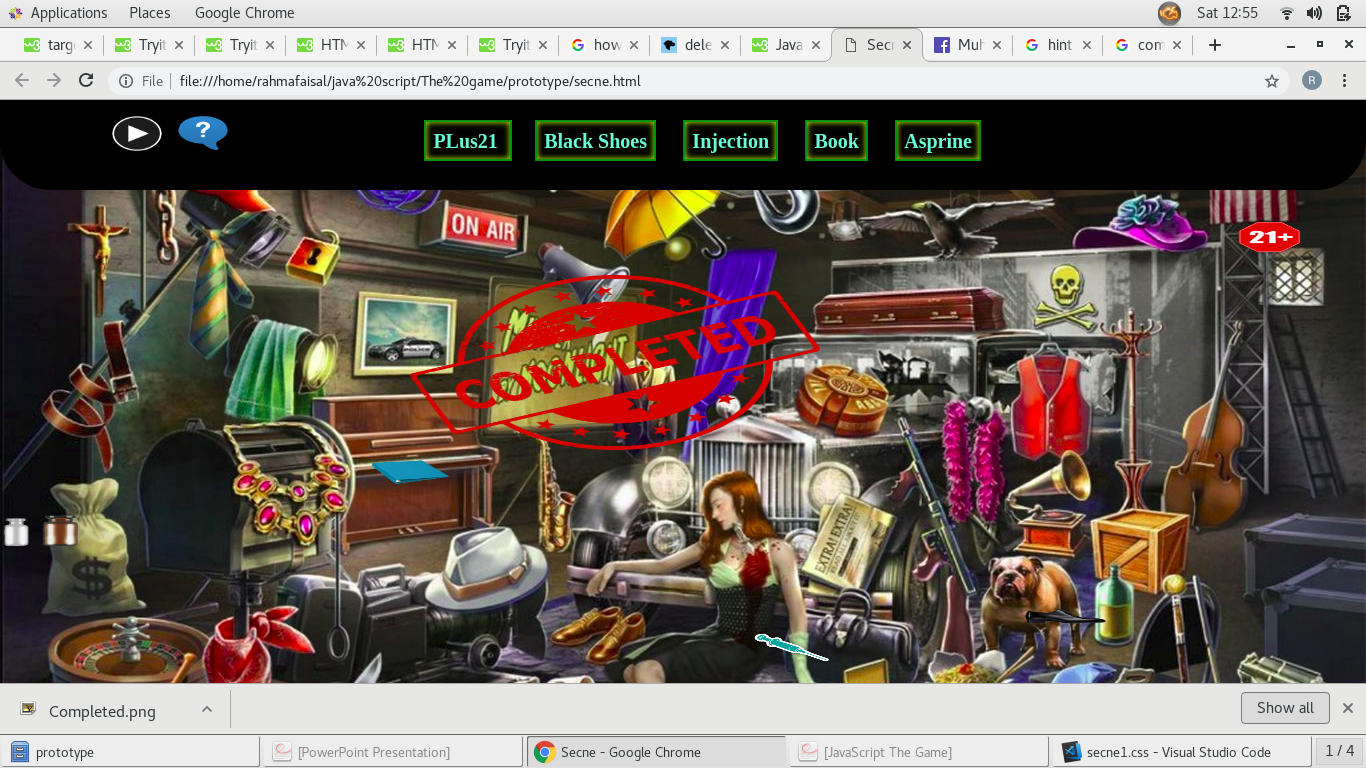 Applications Places Google Chrome Sat 12:55
targ Tryit Tryit HTM HTM Tryit how dele Java Secr Muh hint com
File file:///home/rahmafaisal/java%20script/The%20game/prototype/secne.html R
? PLus21 Black Shoes Injection Book Asprine
ON AIR
21+
POLICE
COMPLETED
EXTRA! EXTRA!
$
Completed.png Show all
prototype [PowerPoint Presentation] Secne - Google Chrome [JavaScript The Game] secne1.css - Visual Studio Code 1 / 4